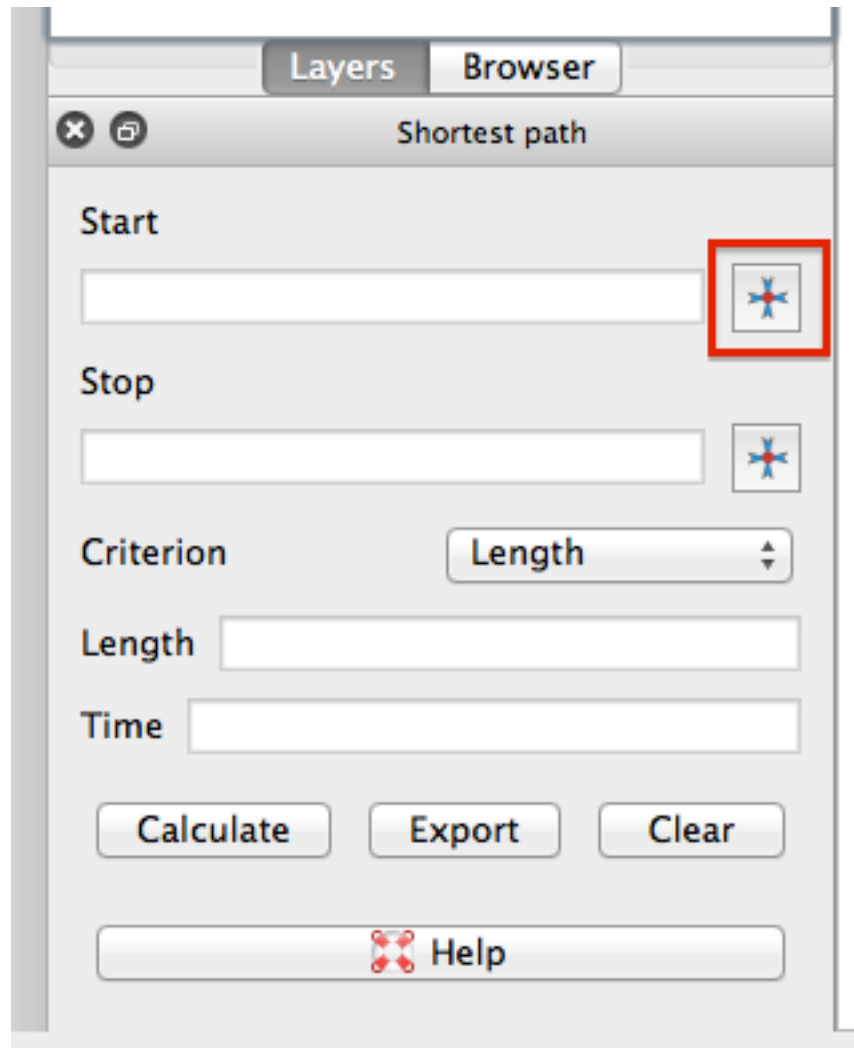 Layers Browser
Shortest path
Start
Stop
Criterion Length
Length
Time
Calculate Export Clear
Help